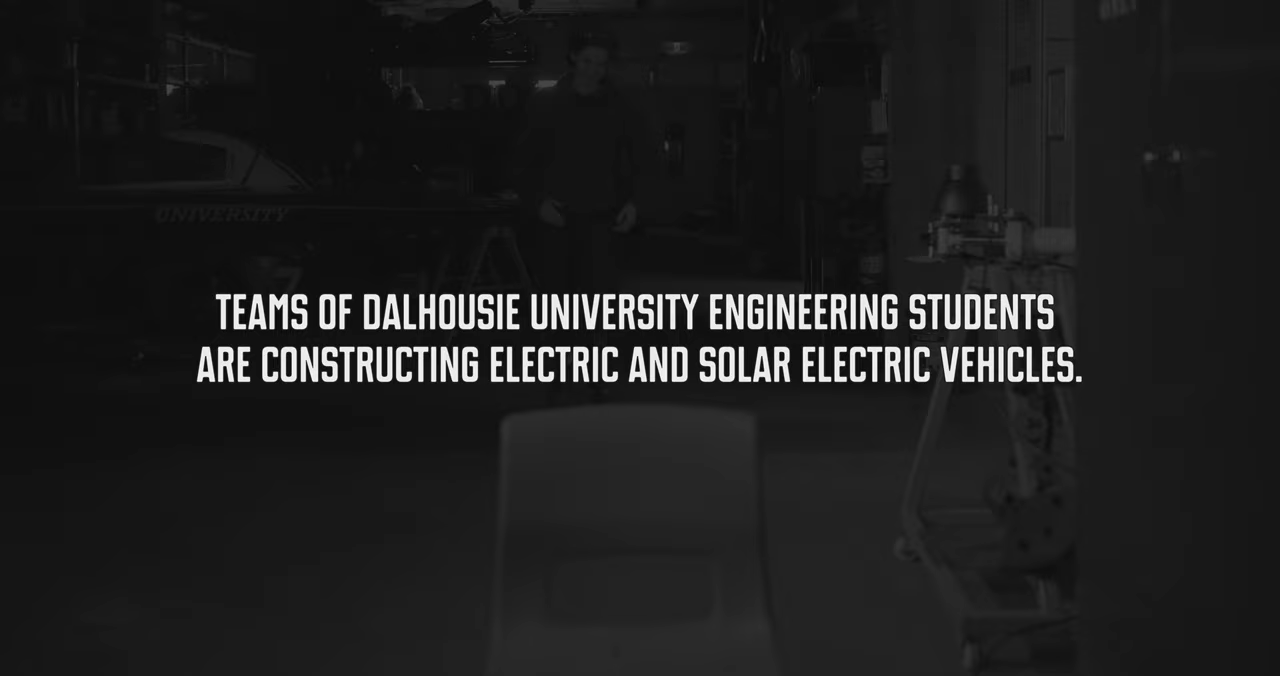 UNIVERSITY
TEAMS OF DALHOUSIE UNIVERSITY ENGINEERING STUDENTS
ARE CONSTRUCTING ELECTRIC AND SOLAR ELECTRIC VEHICLES.